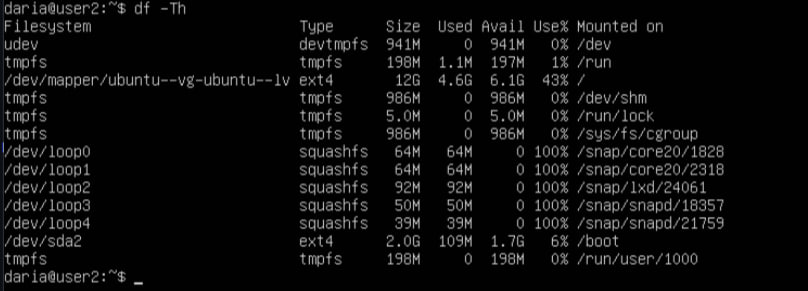 daria@user2:~$ df -Th
Filesystem Type Size Used Avail Use% Mounted on
udev devtmpfs 941M 0 941M 0% /dev
tmpfs tmpfs 198M 1.1M 197M 1% /run
/dev/mapper/ubuntu--vg-ubuntu--lv ext4 12G 4.6G 6.1G 43% /
tmpfs tmpfs 986M 0 986M 0% /dev/shm
tmpfs tmpfs 5.0M 0 5.0M 0% /run/lock
tmpfs tmpfs 986M 0 986M 0% /sys/fs/cgroup
/dev/loop0 squashfs 64M 64M 0 100% /snap/core20/1828
/dev/loop1 squashfs 64M 64M 0 100% /snap/core20/2318
/dev/loop2 squashfs 92M 92M 0 100% /snap/lxd/24061
/dev/loop3 squashfs 50M 50M 0 100% /snap/snapd/18357
/dev/loop4 squashfs 39M 39M 0 100% /snap/snapd/21759
/dev/sda2 ext4 2.0G 109M 1.7G 6% /boot
tmpfs tmpfs 198M 0 198M 0% /run/user/1000
daria@user2:~$ _